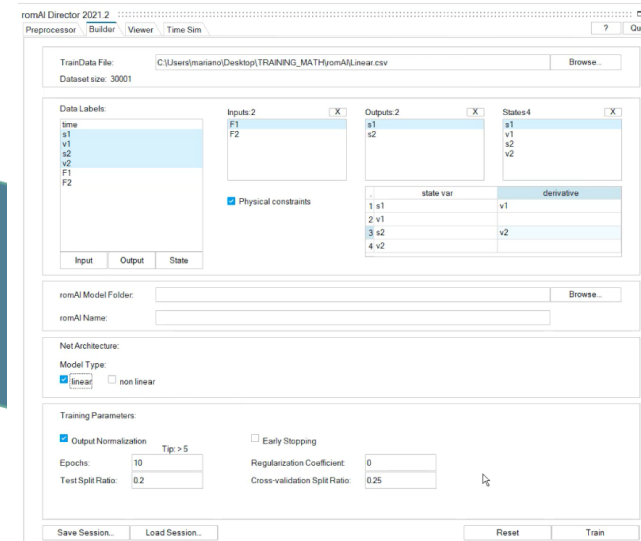 romAI Director 2021.2
Preprocessor Builder Viewer Time Sim ? Qu
TrainData File: C:\Users\mariano\Desktop\TRAINING_MATH\romAI\Linear.csv Browse...
Dataset size: 30001
Data Labels: Inputs:2 X Outputs:2 X States4 X
time F1 s1 s1
s1 F2 s2 v1
v1 s2
s2 v2
v2
F1
F2
Physical constraints
. state var derivative
1 s1 v1
2 v1
3 s2 v2
4 v2
Input Output State
romAI Model Folder: Browse...
romAI Name:
Net Architecture:
Model Type:
linear non linear
Training Parameters:
Output Normalization Early Stopping
Tip: > 5
Epochs: 10 Regularization Coefficient: 0
Test Split Ratio: 0.2 Cross-validation Split Ratio: 0.25
Save Session... Load Session... Reset Train